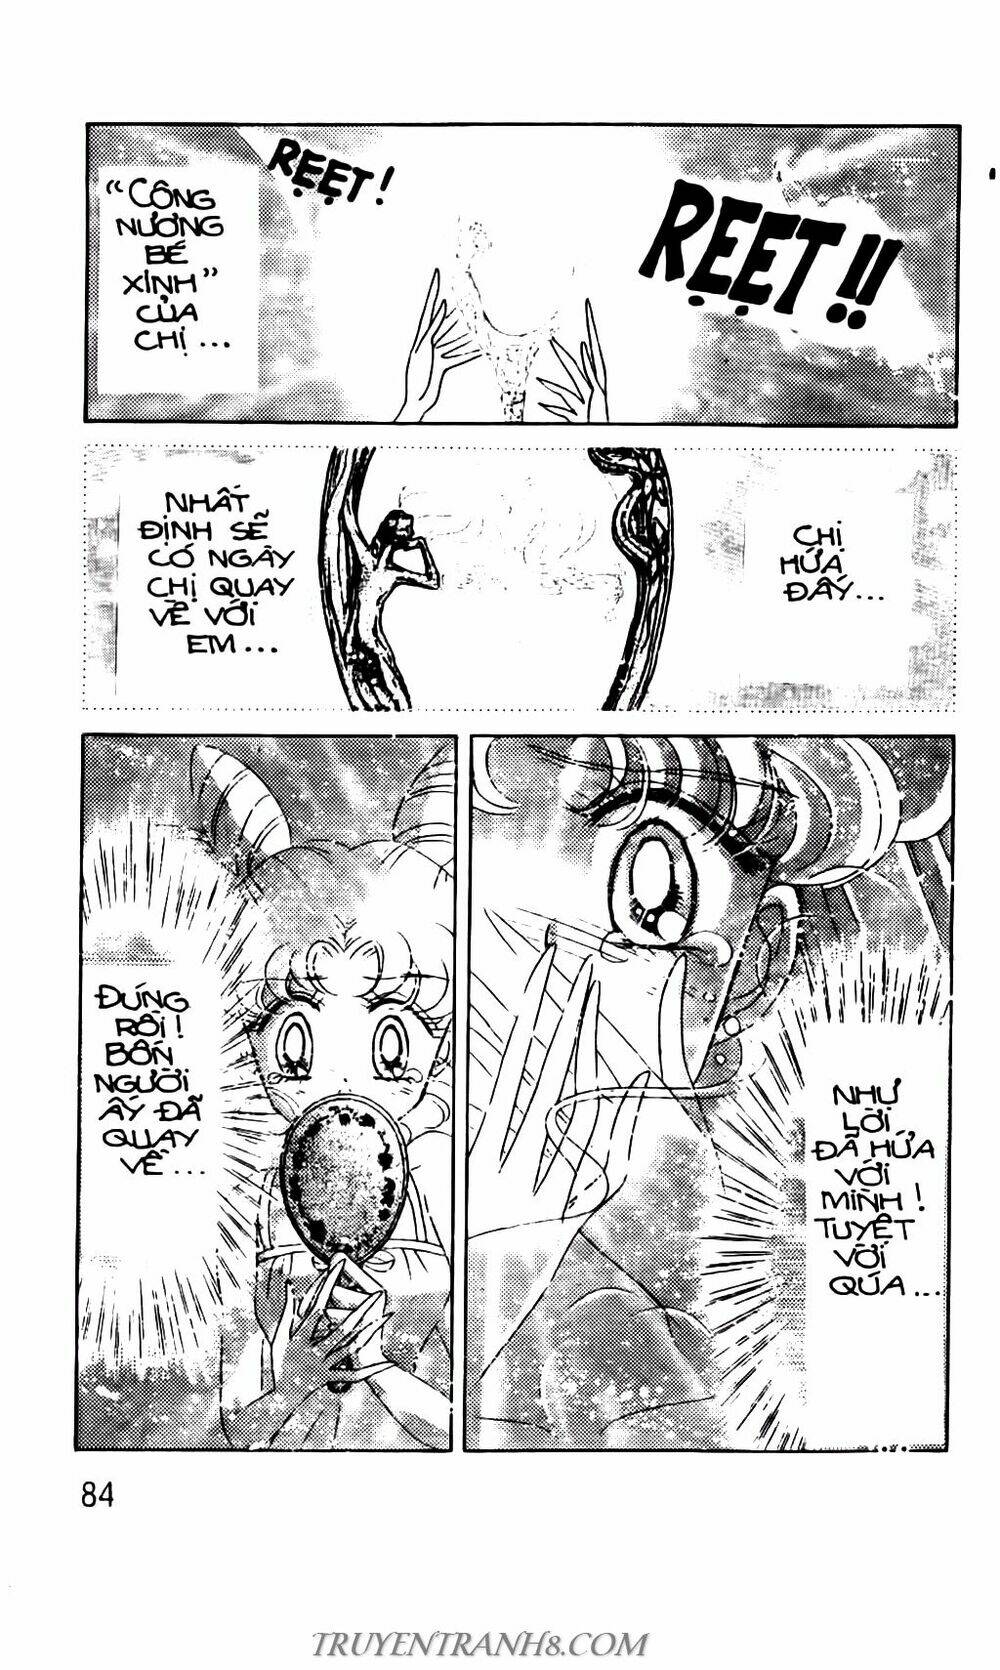 "CÔNG
NƯƠNG
BÉ
XINH"
CỦA
CHỊ ...
RẸẸT !
RẸẸT !!
NHẤT
ĐỊNH SẼ
CÓ NGÀY
CHỊ QUAY
VỀ VỚI
EM ...
CHỊ
HỨA
ĐẤY...
ĐÚNG
RỒI !
BỐN
NGƯỜI
ẤY ĐÃ
QUAY
VỀ ...
NHƯ
LỜI
ĐÃ HỨA
VỚI
MÌNH !
TUYỆT
VỜI
QÚA ...
84
TRUYENTRANH8.COM